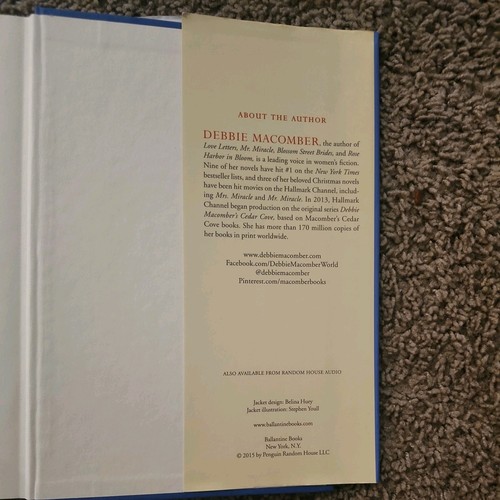 ABOUT THE AUTHOR
DEBBIE MACOMBER, the author of
Love Letters, Mr. Miracle, Blossom Street Brides, and Rose
Harbor in Bloom, is a leading voice in women's fiction.
Nine of her novels have hit #1 on the New York Times
bestseller lists, and three of her beloved Christmas novels
have been hit movies on the Hallmark Channel, includ-
ing Mrs. Miracle and Mr. Miracle. In 2013, Hallmark
Channel began production on the original series Debbie
Macomber's Cedar Cove, based on Macomber's Cedar
Cove books. She has more than 170 million copies of
her books in print worldwide.
www.debbiemacomber.com
Facebook.com/DebbieMacomberWorld
@debbiemacomber
Pinterest.com/macomberbooks
ALSO AVAILABLE FROM RANDOM HOUSE AUDIO
Jacket design: Belina Huey
Jacket illustration: Stephen Youll
www.ballantinebooks.com
Ballantine Books
New York, N.Y.
© 2015 by Penguin Random House LLC